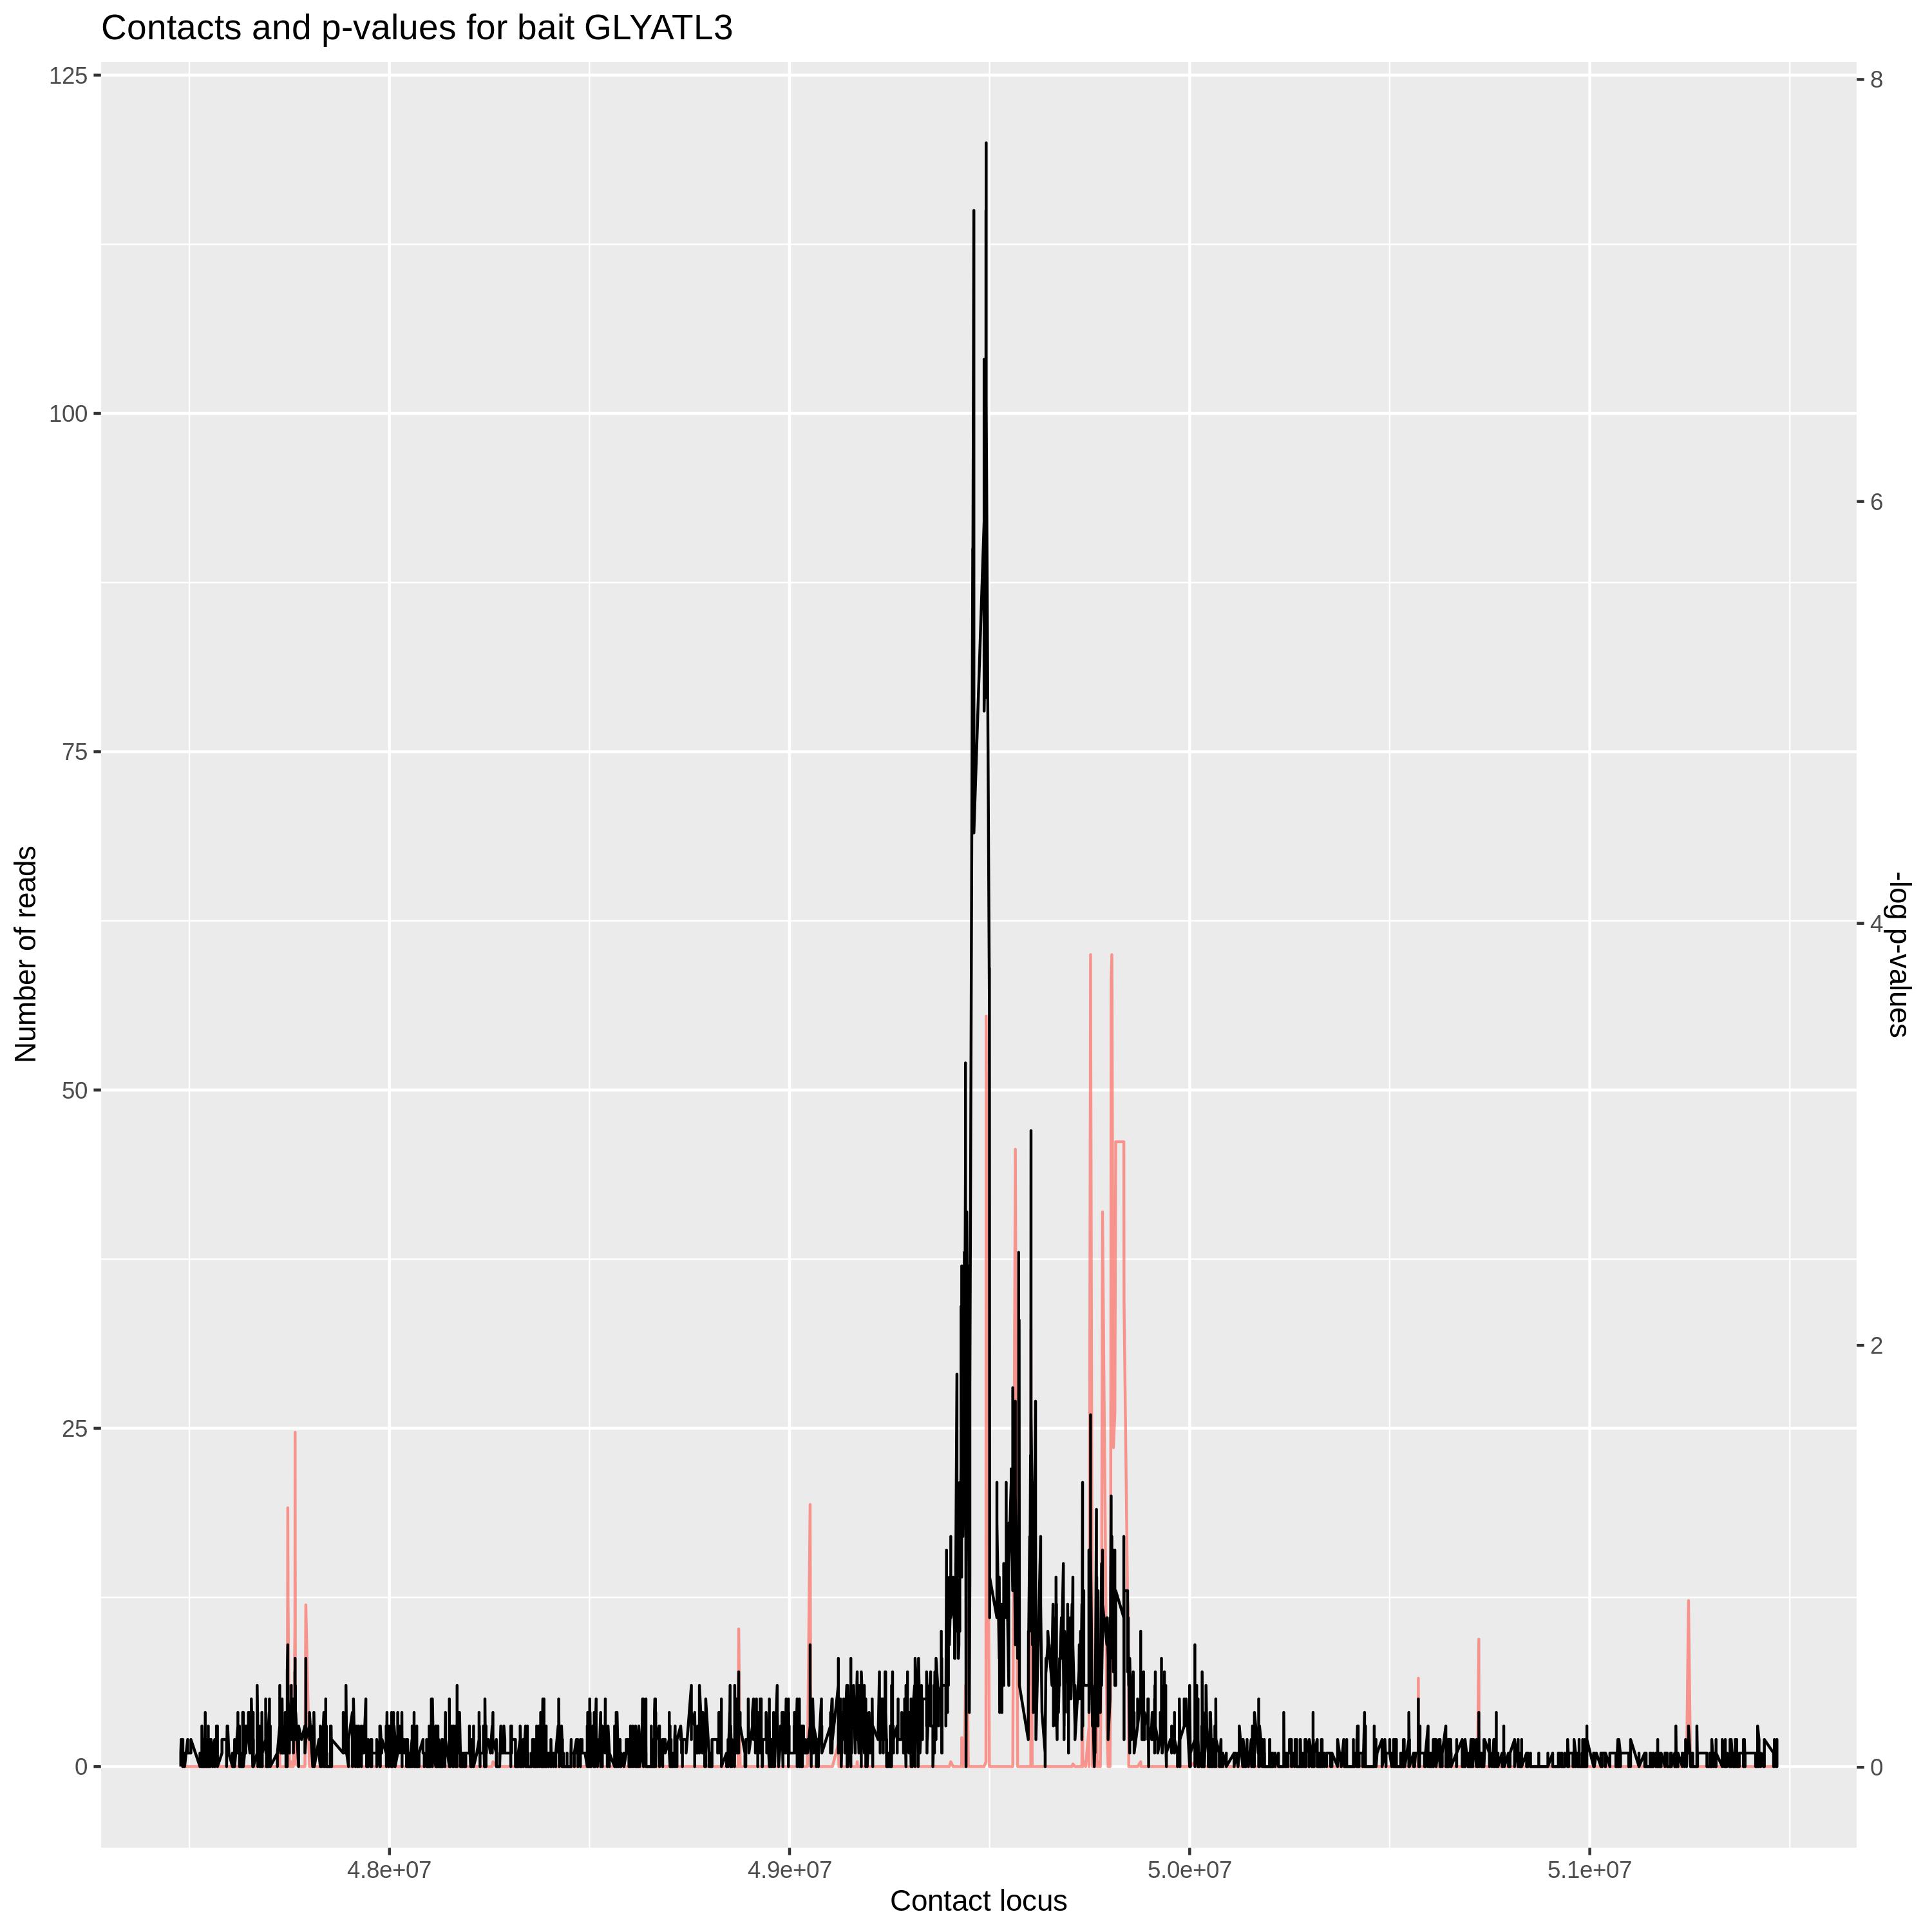 Contacts and p-values for bait GLYATL3
125
100
75
50
25
0
Number of reads
8
6
4
2
0
-log p-values
4.8e+07
4.9e+07
5.0e+07
5.1e+07
Contact locus